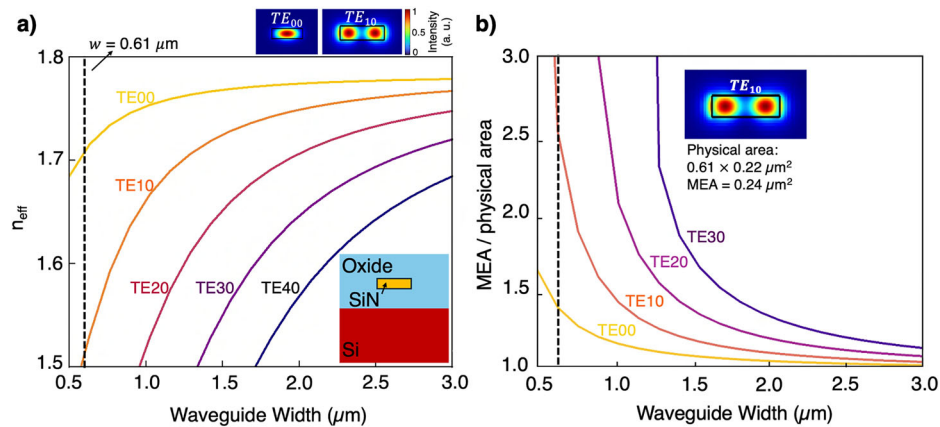 a)
TE00
TE10
1
0.5
0
Intensity
(a. u.)
w = 0.61 μm
1.8
1.7
1.6
1.5
neff
TE00
TE10
TE20
TE30
TE40
Oxide
SiN
Si
0.5
1.0
1.5
2.0
2.5
3.0
Waveguide Width (μm)
b)
3.0
2.5
2.0
1.5
1.0
MEA / physical area
TE10
Physical area:
0.61 × 0.22 μm²
MEA = 0.24 μm²
TE30
TE20
TE10
TE00
0.5
1.0
1.5
2.0
2.5
3.0
Waveguide Width (μm)